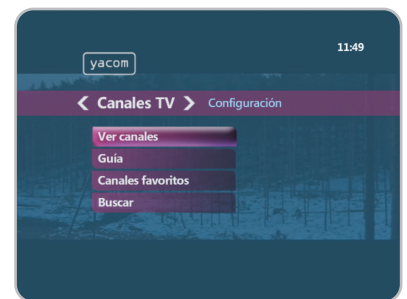 11:49
yacom
Canales TV Configuración
Ver canales
Guía
Canales favoritos
Buscar